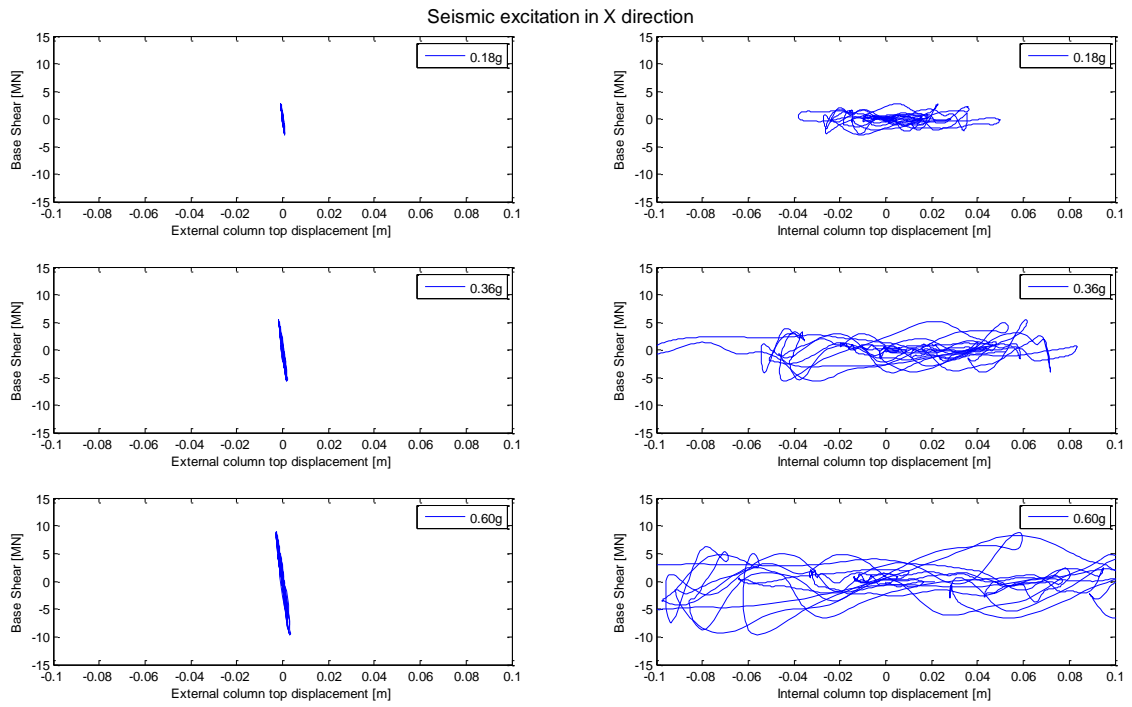 Seismic excitation in X direction
15
10
5
0
-5
-10
-15
Base Shear [MN]
0.18g
-0.1 -0.08 -0.06 -0.04 -0.02 0 0.02 0.04 0.06 0.08 0.1
External column top displacement [m]
15
10
5
0
-5
-10
-15
Base Shear [MN]
0.18g
-0.1 -0.08 -0.06 -0.04 -0.02 0 0.02 0.04 0.06 0.08 0.1
Internal column top displacement [m]
15
10
5
0
-5
-10
-15
Base Shear [MN]
0.36g
-0.1 -0.08 -0.06 -0.04 -0.02 0 0.02 0.04 0.06 0.08 0.1
External column top displacement [m]
15
10
5
0
-5
-10
-15
Base Shear [MN]
0.36g
-0.1 -0.08 -0.06 -0.04 -0.02 0 0.02 0.04 0.06 0.08 0.1
Internal column top displacement [m]
15
10
5
0
-5
-10
-15
Base Shear [MN]
0.60g
-0.1 -0.08 -0.06 -0.04 -0.02 0 0.02 0.04 0.06 0.08 0.1
External column top displacement [m]
15
10
5
0
-5
-10
-15
Base Shear [MN]
0.60g
-0.1 -0.08 -0.06 -0.04 -0.02 0 0.02 0.04 0.06 0.08 0.1
Internal column top displacement [m]